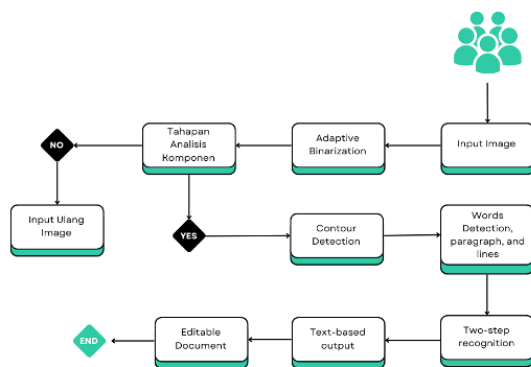 Input Image
Adaptive
Binarization
Tahapan
Analisis
Komponen
NO
Input Ulang
Image
YES
Contour
Detection
Words
Detection,
paragraph, and
lines
Two-step
recognition
Text-based
output
Editable
Document
END